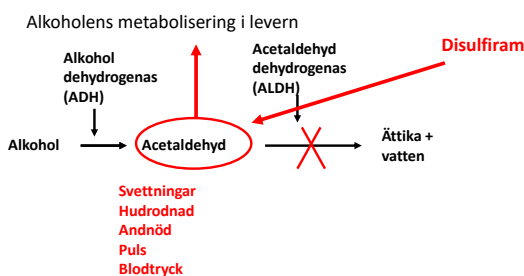 Alkoholens metabolisering i levern
Disulfiram
Alkohol
dehydrogenas
(ADH)
Acetaldehyd
dehydrogenas
(ALDH)
Alkohol
Acetaldehyd
Ättika +
vatten
Svettningar
Hudrodnad
Andnöd
Puls
Blodtryck